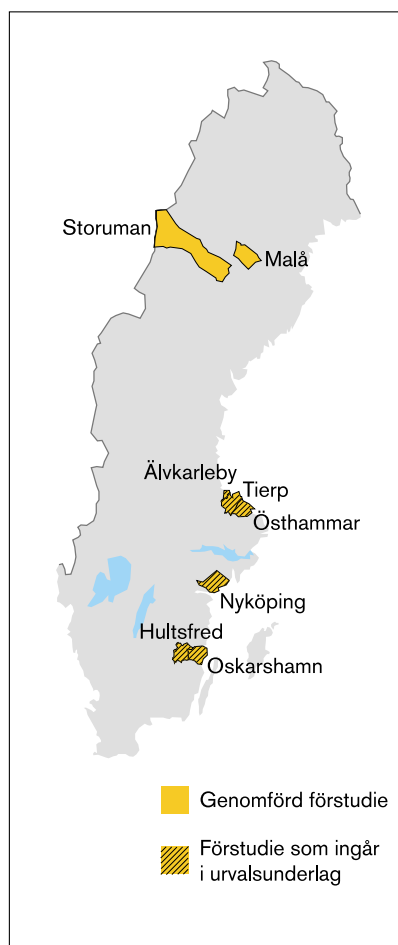 Storuman
Malå
Älvkarleby
Tierp
Östhammar
Nyköping
Hultsfred
Oskarshamn
Genomförd förstudie
Förstudie som ingår
i urvalsunderlag